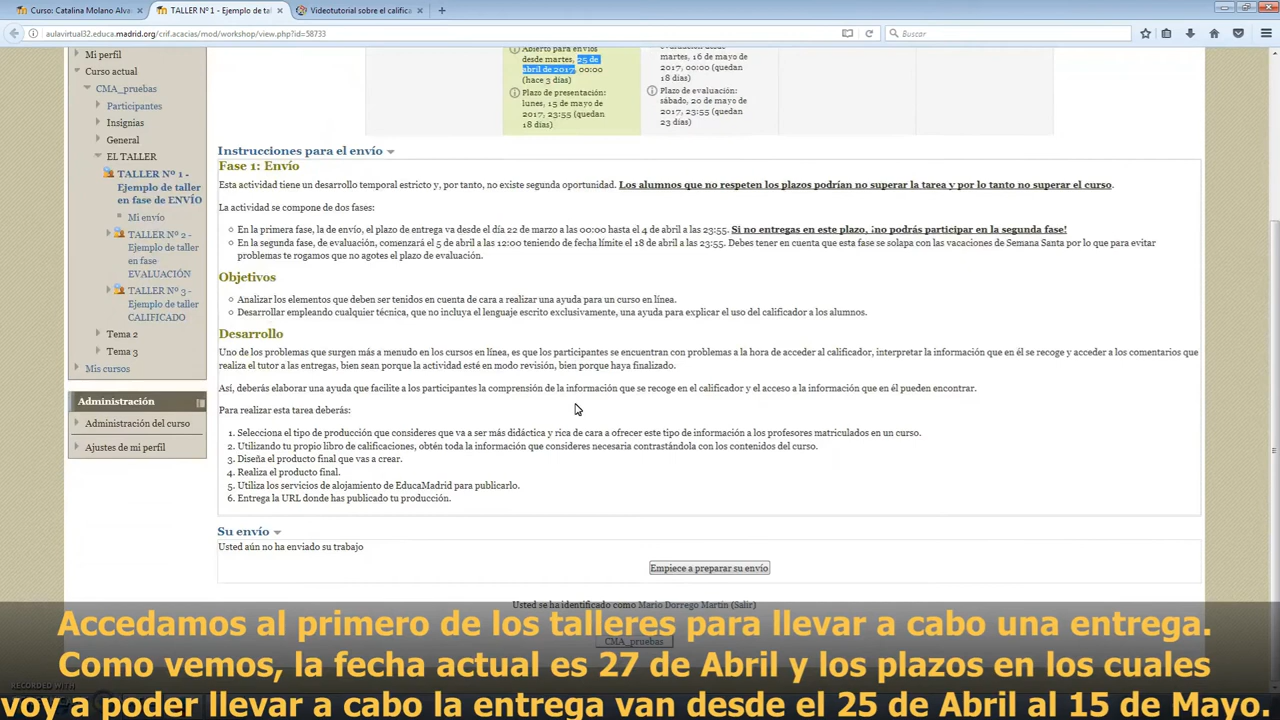 Curso: Catalina Molano Alva
TALLER Nº 1 - Ejemplo de tal
Videotutorial sobre el califica
aulavirtual32.educa.madrid.org/crif.acacias/mod/workshop/view.php?id=58733
Buscar
Mi perfil
Curso actual
CMA_pruebas
Participantes
Insignias
General
EL TALLER
TALLER Nº 1 -
Ejemplo de taller
en fase de ENVÍO
Mi envío
TALLER Nº 2 -
Ejemplo de taller
en fase
EVALUACIÓN
TALLER Nº 3 -
Ejemplo de taller
CALIFICADO
Tema 2
Tema 3
Mis cursos
Administración
Administración del curso
Ajustes de mi perfil
Abierto para envíos
desde martes, 25 de
abril de 2017, 00:00
(hace 3 días)
Plazo de presentación:
lunes, 15 de mayo de
2017, 23:55 (quedan
18 días)
martes, 16 de mayo de
2017, 00:00 (quedan
18 días)
Plazo de evaluación:
sábado, 20 de mayo de
2017, 23:55 (quedan
23 días)
Instrucciones para el envío
Fase 1: Envío
Esta actividad tiene un desarrollo temporal estricto y, por tanto, no existe segunda oportunidad. Los alumnos que no respeten los plazos podrían no superar la tarea y por lo tanto no superar el curso.
La actividad se compone de dos fases:
En la primera fase, la de envío, el plazo de entrega va desde el día 22 de marzo a las 00:00 hasta el 4 de abril a las 23:55. Si no entregas en este plazo, ¡no podrás participar en la segunda fase!
En la segunda fase, de evaluación, comenzará el 5 de abril a las 12:00 teniendo de fecha límite el 18 de abril a las 23:55. Debes tener en cuenta que esta fase se solapa con las vacaciones de Semana Santa por lo que para evitar
problemas te rogamos que no agotes el plazo de evaluación.
Objetivos
Analizar los elementos que deben ser tenidos en cuenta de cara a realizar una ayuda para un curso en línea.
Desarrollar empleando cualquier técnica, que no incluya el lenguaje escrito exclusivamente, una ayuda para explicar el uso del calificador a los alumnos.
Desarrollo
Uno de los problemas que surgen más a menudo en los cursos en línea, es que los participantes se encuentran con problemas a la hora de acceder al calificador, interpretar la información que en él se recoge y acceder a los comentarios que
realiza el tutor a las entregas, bien sean porque la actividad esté en modo revisión, bien porque haya finalizado.
Así, deberás elaborar una ayuda que facilite a los participantes la comprensión de la información que se recoge en el calificador y el acceso a la información que en él pueden encontrar.
Para realizar esta tarea deberás:
1. Selecciona el tipo de producción que consideres que va a ser más didáctica y rica de cara a ofrecer este tipo de información a los profesores matriculados en un curso.
2. Utilizando tu propio libro de calificaciones, obtén toda la información que consideres necesaria contrastándola con los contenidos del curso.
3. Diseña el producto final que vas a crear.
4. Realiza el producto final.
5. Utiliza los servicios de alojamiento de EducaMadrid para publicarlo.
6. Entrega la URL donde has publicado tu producción.
Su envío
Usted aún no ha enviado su trabajo
Empiece a preparar su envío
Usted se ha identificado como Mario Dorrego Martín (Salir)
CMA_pruebas
RECORDED WITH
Accedamos al primero de los talleres para llevar a cabo una entrega.
Como vemos, la fecha actual es 27 de Abril y los plazos en los cuales
voy a poder llevar a cabo la entrega van desde el 25 de Abril al 15 de Mayo.